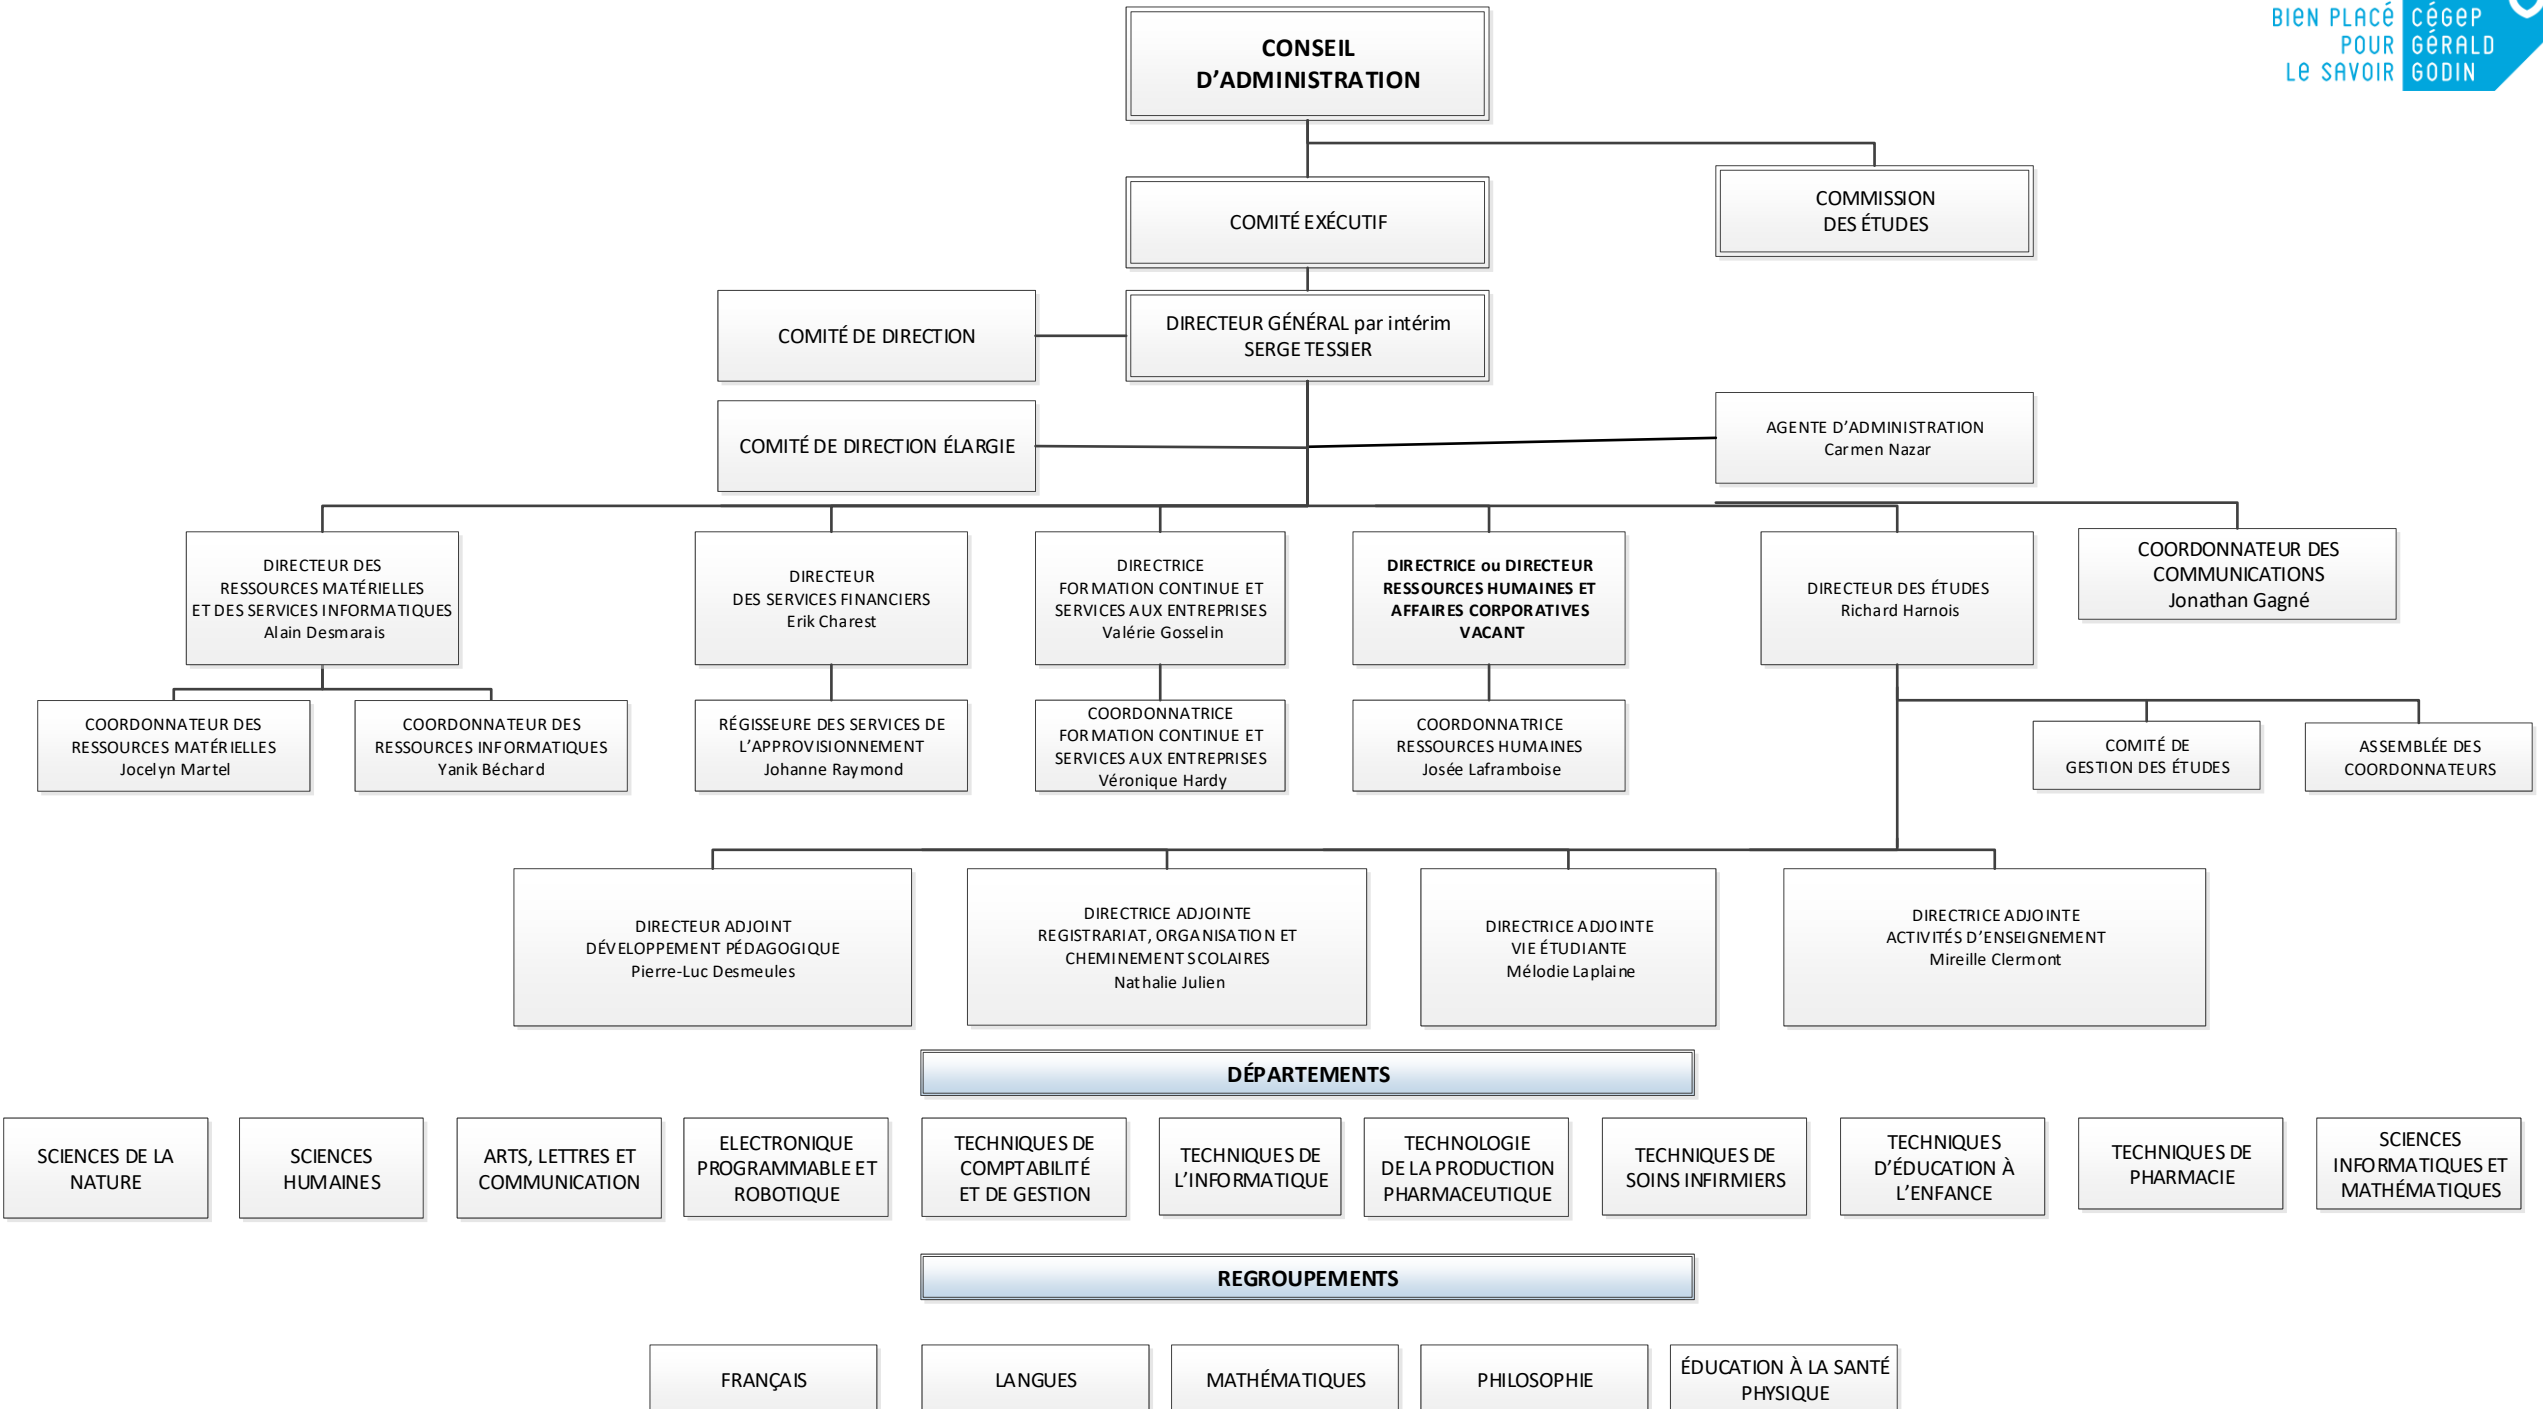 BIEN PLACÉ
POUR
LE SAVOIR
CÉGEP
GÉRALD
GODIN
CONSEIL
D'ADMINISTRATION
COMITÉ EXÉCUTIF
COMMISSION
DES ÉTUDES
COMITÉ DE DIRECTION
DIRECTEUR GÉNÉRAL par intérim
SERGE TESSIER
COMITÉ DE DIRECTION ÉLARGIE
AGENTE D'ADMINISTRATION
Carmen Nazar
DIRECTEUR DES
RESSOURCES MATÉRIELLES
ET DES SERVICES INFORMATIQUES
Alain Desmarais
DIRECTEUR
DES SERVICES FINANCIERS
Erik Charest
DIRECTRICE
FORMATION CONTINUE ET
SERVICES AUX ENTREPRISES
Valérie Gosselin
DIRECTRICE ou DIRECTEUR
RESSOURCES HUMAINES ET
AFFAIRES CORPORATIVES
VACANT
DIRECTEUR DES ÉTUDES
Richard Harnois
COORDONNATEUR DES
COMMUNICATIONS
Jonathan Gagné
COORDONNATEUR DES
RESSOURCES MATÉRIELLES
Jocelyn Martel
COORDONNATEUR DES
RESSOURCES INFORMATIQUES
Yanik Béchard
RÉGISSEURE DES SERVICES DE
L'APPROVISIONNEMENT
Johanne Raymond
COORDONNATRICE
FORMATION CONTINUE ET
SERVICES AUX ENTREPRISES
Véronique Hardy
COORDONNATRICE
RESSOURCES HUMAINES
Josée Laframboise
COMITÉ DE
GESTION DES ÉTUDES
ASSEMBLÉE DES
COORDONNATEURS
DIRECTEUR ADJOINT
DÉVELOPPEMENT PÉDAGOGIQUE
Pierre-Luc Desmeules
DIRECTRICE ADJOINTE
REGISTRARIAT, ORGANISATION ET
CHEMINEMENT SCOLAIRES
Nathalie Julien
DIRECTRICE ADJOINTE
VIE ÉTUDIANTE
Mélodie Laplaine
DIRECTRICE ADJOINTE
ACTIVITÉS D'ENSEIGNEMENT
Mireille Clermont
DÉPARTEMENTS
SCIENCES DE LA
NATURE
SCIENCES
HUMAINES
ARTS, LETTRES ET
COMMUNICATION
ELECTRONIQUE
PROGRAMMABLE ET
ROBOTIQUE
TECHNIQUES DE
COMPTABILITÉ
ET DE GESTION
TECHNIQUES DE
L'INFORMATIQUE
TECHNOLOGIE
DE LA PRODUCTION
PHARMACEUTIQUE
TECHNIQUES DE
SOINS INFIRMIERS
TECHNIQUES
D'ÉDUCATION À
L'ENFANCE
TECHNIQUES DE
PHARMACIE
SCIENCES
INFORMATIQUES ET
MATHÉMATIQUES
REGROUPEMENTS
FRANÇAIS
LANGUES
MATHÉMATIQUES
PHILOSOPHIE
ÉDUCATION À LA SANTÉ
PHYSIQUE